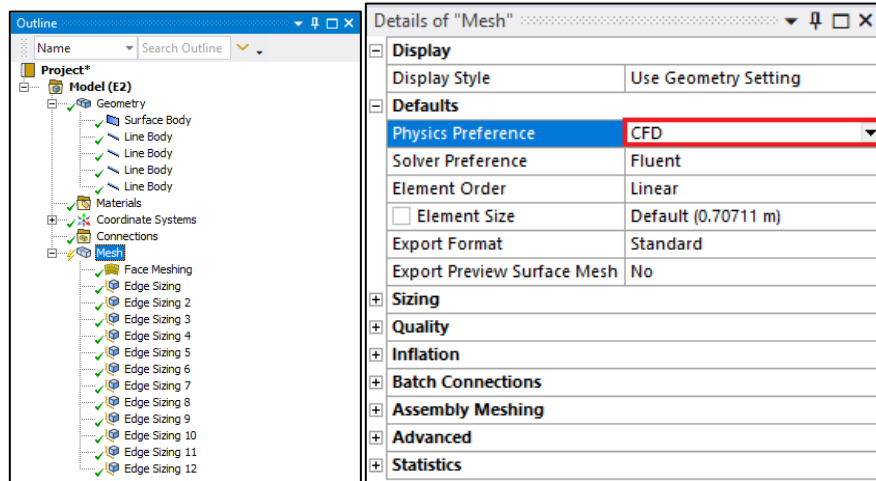 Outline
Name Search Outline
Project*
Model (E2)
Geometry
Surface Body
Line Body
Line Body
Line Body
Line Body
Materials
Coordinate Systems
Connections
Mesh
Face Meshing
Edge Sizing
Edge Sizing 2
Edge Sizing 3
Edge Sizing 4
Edge Sizing 5
Edge Sizing 6
Edge Sizing 7
Edge Sizing 8
Edge Sizing 9
Edge Sizing 10
Edge Sizing 11
Edge Sizing 12
Details of "Mesh"
Display
Display Style Use Geometry Setting
Defaults
Physics Preference CFD
Solver Preference Fluent
Element Order Linear
Element Size Default (0.70711 m)
Export Format Standard
Export Preview Surface Mesh No
Sizing
Quality
Inflation
Batch Connections
Assembly Meshing
Advanced
Statistics